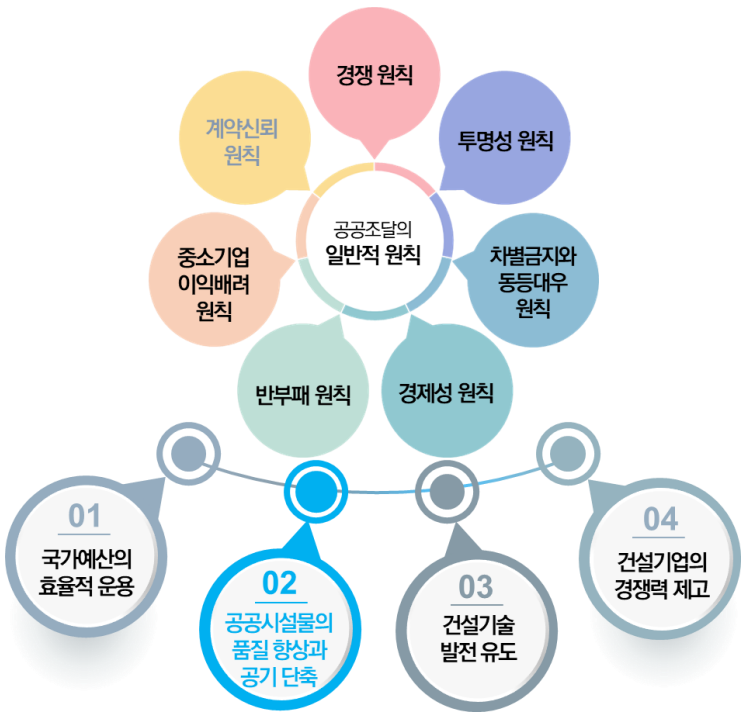 경쟁 원칙
계약신뢰
원칙
투명성 원칙
공공조달의
일반적 원칙
중소기업
이익배려
원칙
차별금지와
동등대우
원칙
반부패 원칙
경제성 원칙
01
국가예산의
효율적 운용
02
공공시설물의
품질 향상과
공기 단축
03
건설기술
발전 유도
04
건설기업의
경쟁력 제고